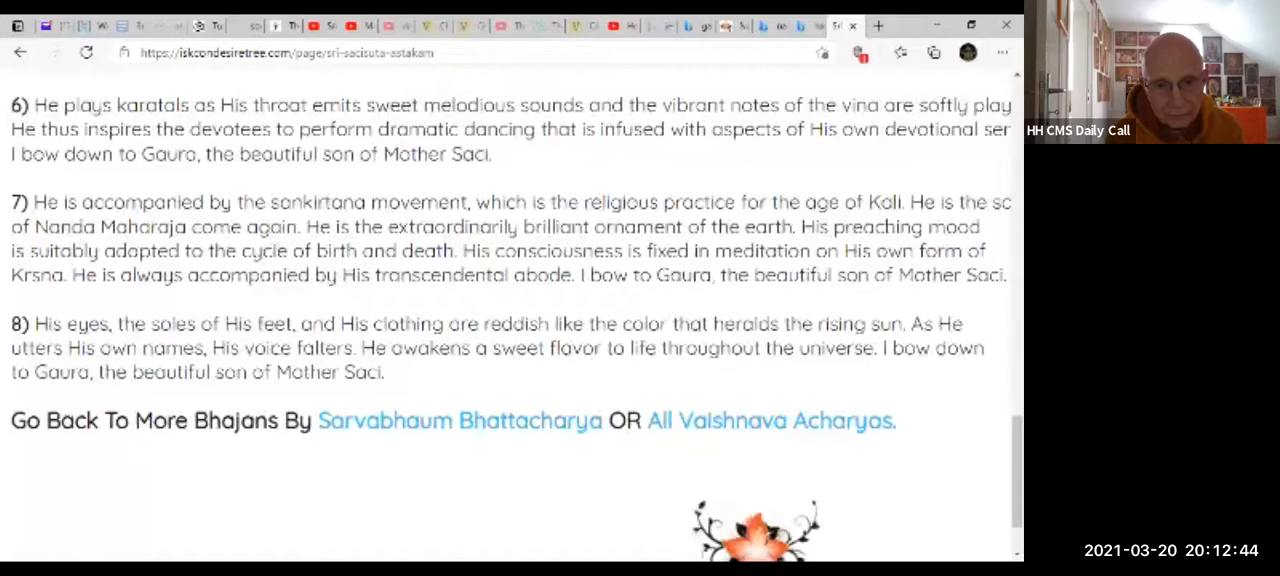 https://iskcondesiretree.com/page/sri-sacisuta-astakam
6) He plays karatals as His throat emits sweet melodious sounds and the vibrant notes of the vina are softly play
He thus inspires the devotees to perform dramatic dancing that is infused with aspects of His own devotional ser
I bow down to Gaura, the beautiful son of Mother Saci.
7) He is accompanied by the sankirtana movement, which is the religious practice for the age of Kali. He is the sc
of Nanda Maharaja come again. He is the extraordinarily brilliant ornament of the earth. His preaching mood
is suitably adapted to the cycle of birth and death. His consciousness is fixed in meditation on His own form of
Krsna. He is always accompanied by His transcendental abode. I bow to Gaura, the beautiful son of Mother Saci.
8) His eyes, the soles of His feet, and His clothing are reddish like the color that heralds the rising sun. As He
utters His own names, His voice falters. He awakens a sweet flavor to life throughout the universe. I bow down
to Gaura, the beautiful son of Mother Saci.
Go Back To More Bhajans By Sarvabhaum Bhattacharya OR All Vaishnava Acharyas.
HH CMS Daily Call
2021-03-20 20:12:44